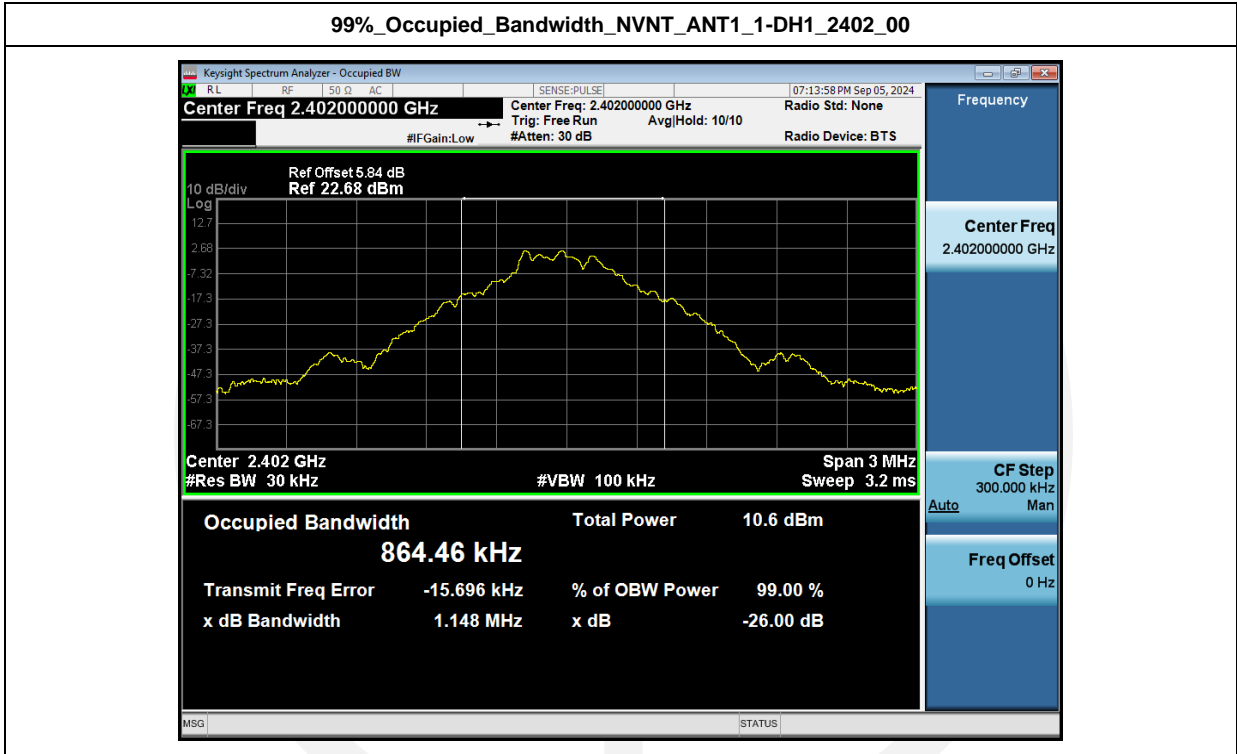 99%_Occupied_Bandwidth_NVNT_ANT1_1-DH1_2402_00
Keysight Spectrum Analyzer - Occupied BW
LXI RL RF 50 Ω AC SENSE:PULSE 07:13:58 PM Sep 05, 2024
Center Freq 2.402000000 GHz Center Freq: 2.402000000 GHz Radio Std: None
Trig: Free Run Avg|Hold: 10/10
#IFGain:Low #Atten: 30 dB Radio Device: BTS
Frequency
Ref Offset 5.84 dB
10 dB/div Ref 22.68 dBm
Log
12.7
2.68
-7.32
-17.3
-27.3
-37.3
-47.3
-57.3
-67.3
Center 2.402 GHz Span 3 MHz
#Res BW 30 kHz #VBW 100 kHz Sweep 3.2 ms
Occupied Bandwidth Total Power 10.6 dBm
864.46 kHz
Transmit Freq Error -15.696 kHz % of OBW Power 99.00 %
x dB Bandwidth 1.148 MHz x dB -26.00 dB
Center Freq
2.402000000 GHz
CF Step
300.000 kHz
Auto Man
Freq Offset
0 Hz
MSG STATUS